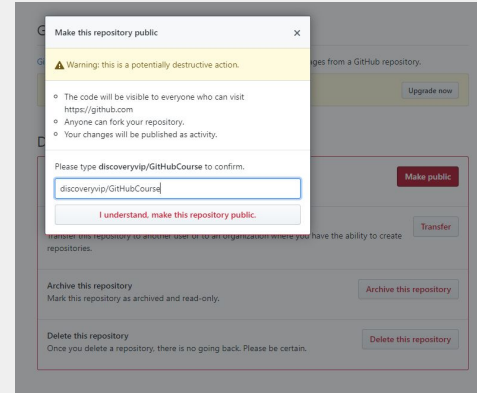 G
Make this repository public
×
Warning: this is a potentially destructive action.
ges from a GitHub repository.
Upgrade now
The code will be visible to everyone who can visit
https://github.com
Anyone can fork your repository.
Your changes will be published as activity.
D
Please type discoveryvip/GitHubCourse to confirm.
Make public
discoveryvip/GitHubCourse
I understand, make this repository public.
Transfer
Transfer this repository to another user or to an organization where you have the ability to create
repositories.
Archive this repository
Mark this repository as archived and read-only.
Archive this repository
Delete this repository
Once you delete a repository, there is no going back. Please be certain.
Delete this repository